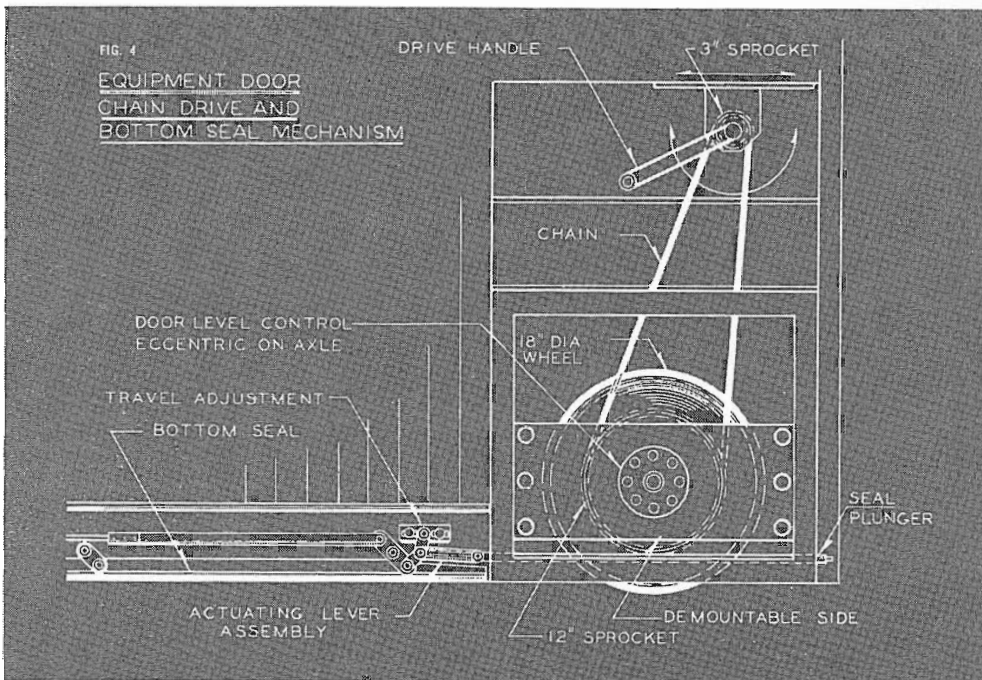 FIG. 4
EQUIPMENT DOOR
CHAIN DRIVE AND
BOTTOM SEAL MECHANISM
DRIVE HANDLE
3" SPROCKET
CHAIN
DOOR LEVEL CONTROL
ECCENTRIC ON AXLE
18" DIA
WHEEL
TRAVEL ADJUSTMENT
BOTTOM SEAL
SEAL
PLUNGER
ACTUATING LEVER
ASSEMBLY
DEMOUNTABLE SIDE
12" SPROCKET